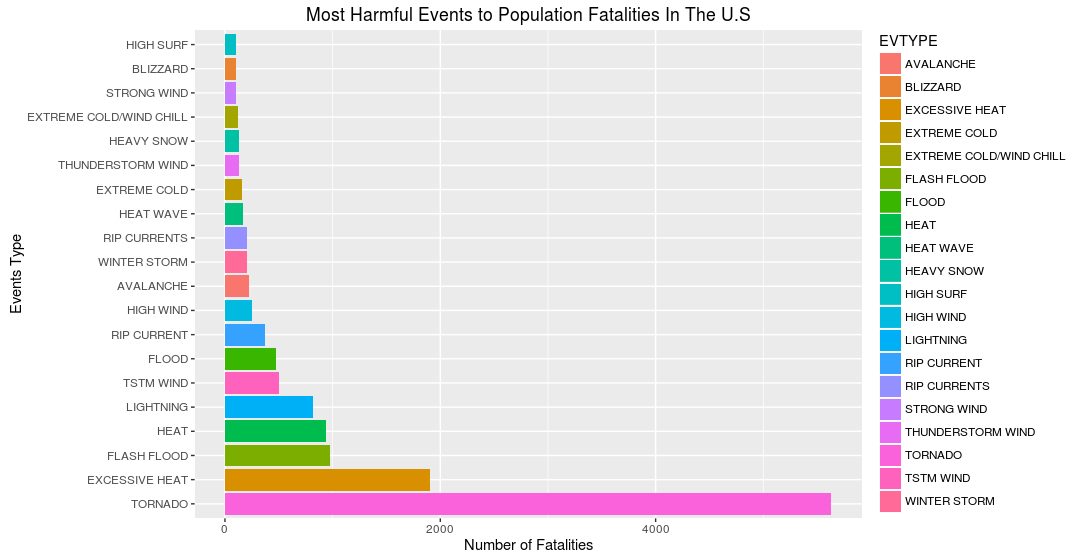 Most Harmful Events to Population Fatalities In The U.S
Events Type
HIGH SURF
BLIZZARD
STRONG WIND
EXTREME COLD/WIND CHILL
HEAVY SNOW
THUNDERSTORM WIND
EXTREME COLD
HEAT WAVE
RIP CURRENTS
WINTER STORM
AVALANCHE
HIGH WIND
RIP CURRENT
FLOOD
TSTM WIND
LIGHTNING
HEAT
FLASH FLOOD
EXCESSIVE HEAT
TORNADO
0 2000 4000
Number of Fatalities
EVTYPE
AVALANCHE
BLIZZARD
EXCESSIVE HEAT
EXTREME COLD
EXTREME COLD/WIND CHILL
FLASH FLOOD
FLOOD
HEAT
HEAT WAVE
HEAVY SNOW
HIGH SURF
HIGH WIND
LIGHTNING
RIP CURRENT
RIP CURRENTS
STRONG WIND
THUNDERSTORM WIND
TORNADO
TSTM WIND
WINTER STORM